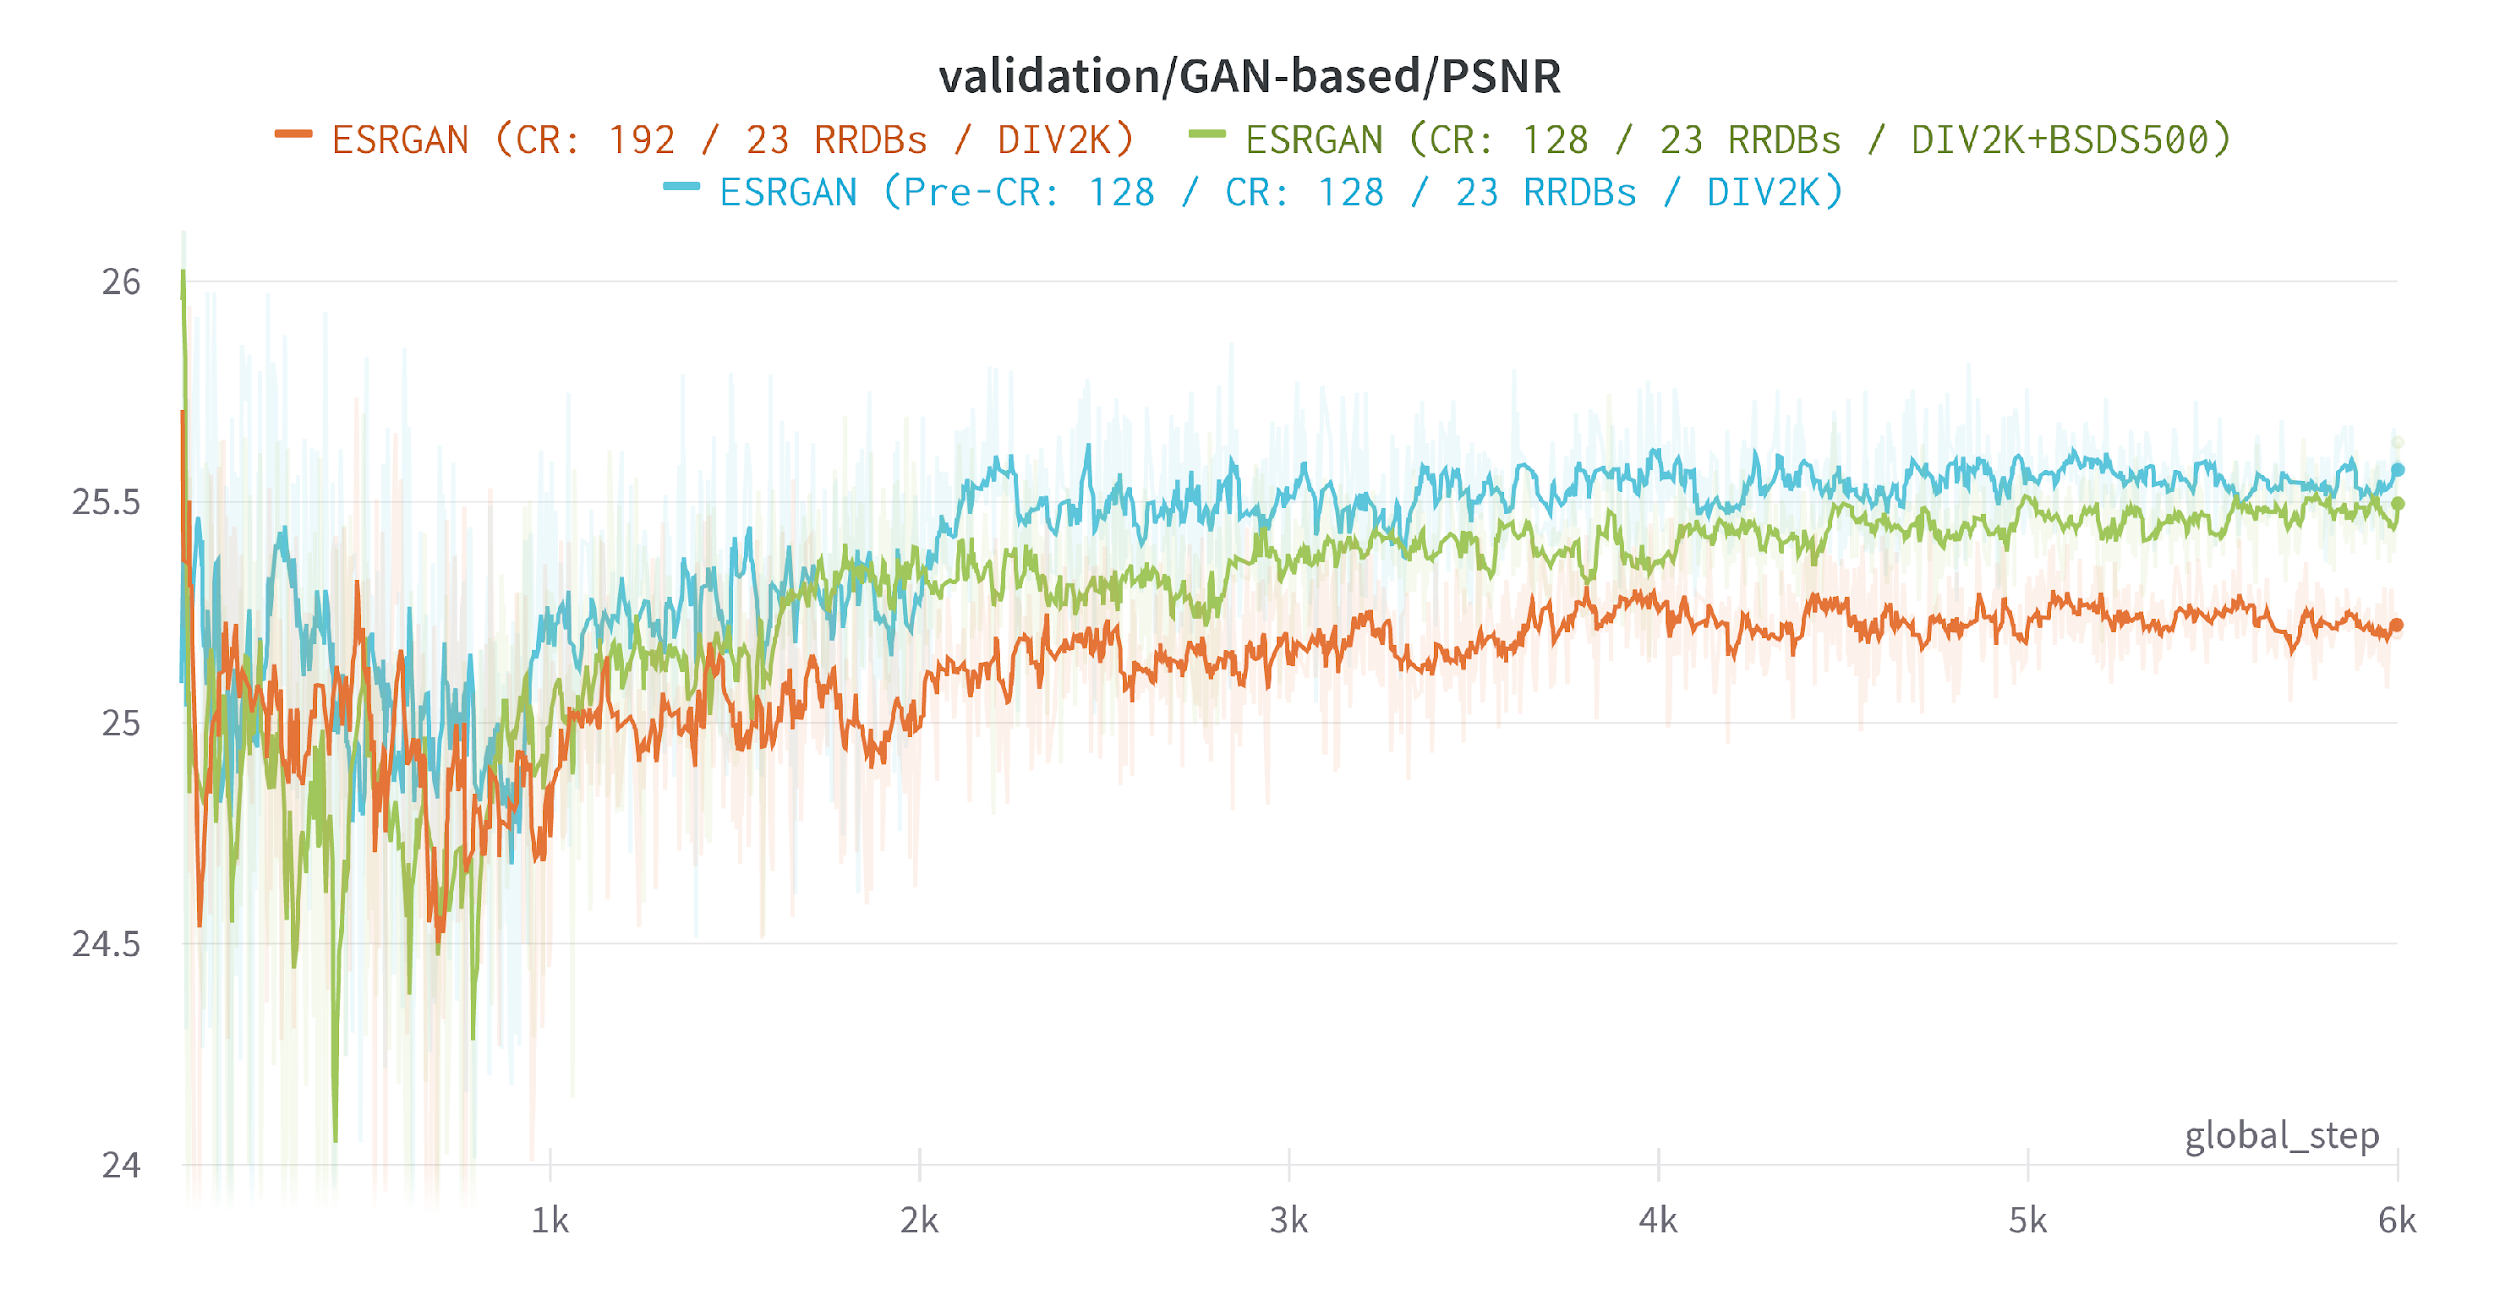 validation/GAN-based/PSNR
ESRGAN (CR: 192 / 23 RRDBs / DIV2K) ESRGAN (CR: 128 / 23 RRDBs / DIV2K+BSDS500)
ESRGAN (Pre-CR: 128 / CR: 128 / 23 RRDBs / DIV2K)
26
25.5
25
24.5
24
global_step
1k 2k 3k 4k 5k 6k